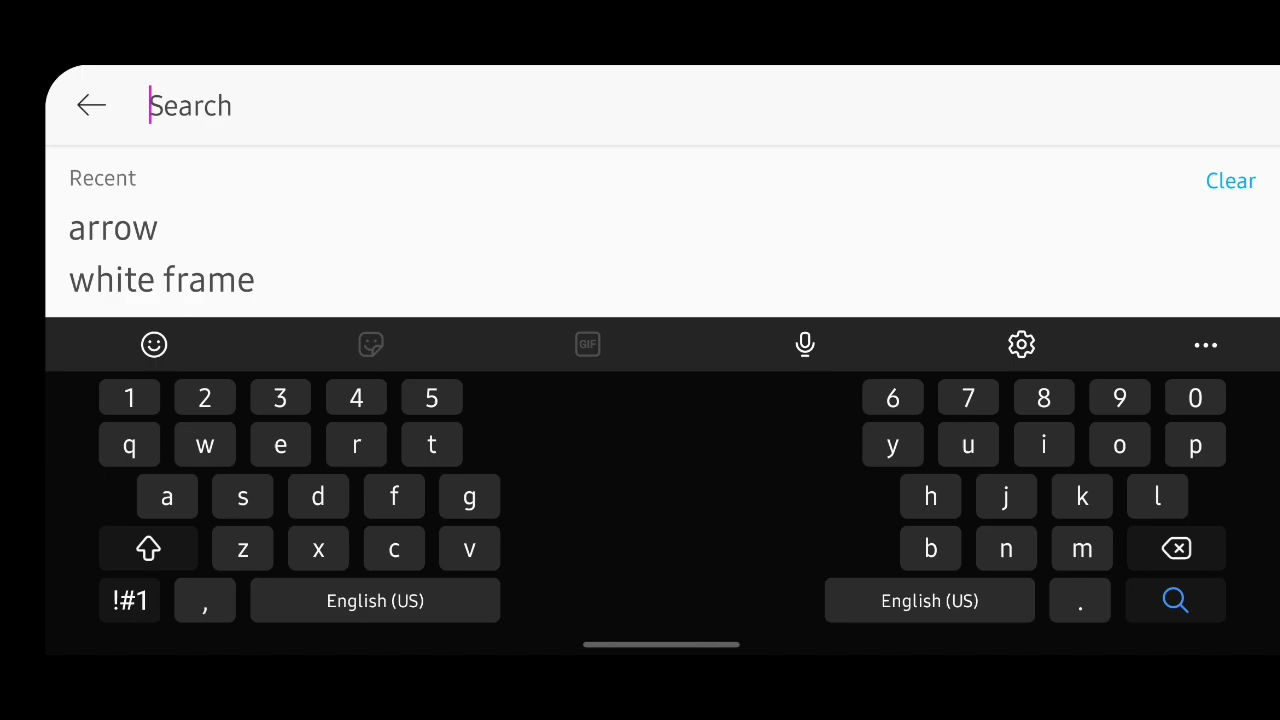 Search
Recent
Clear
arrow
white frame
GIF
1 2 3 4 5 6 7 8 9 0
q w e r t y u i o p
a s d f g h j k l
z x c v b n m
!#1 , English (US) English (US) .